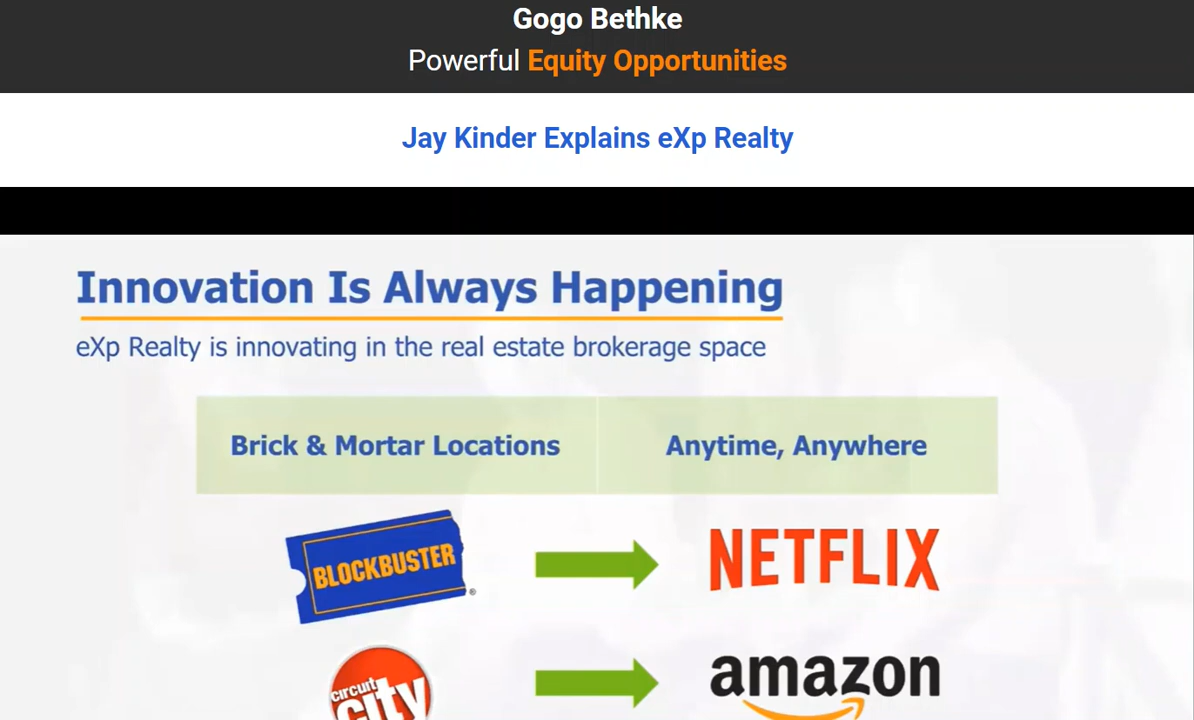 Gogo Bethke
Powerful Equity Opportunities
Jay Kinder Explains eXp Realty
Innovation Is Always Happening
eXp Realty is innovating in the real estate brokerage space
Brick & Mortar Locations
Anytime, Anywhere
BLOCKBUSTER®
NETFLIX
circuit
city
amazon